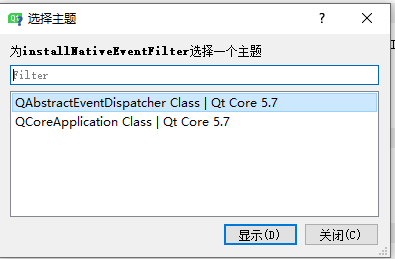 选择主题
?
为installNativeEventFilter选择一个主题
Filter
QAbstractEventDispatcher Class | Qt Core 5.7
QCoreApplication Class | Qt Core 5.7
显示(D)
关闭(C)